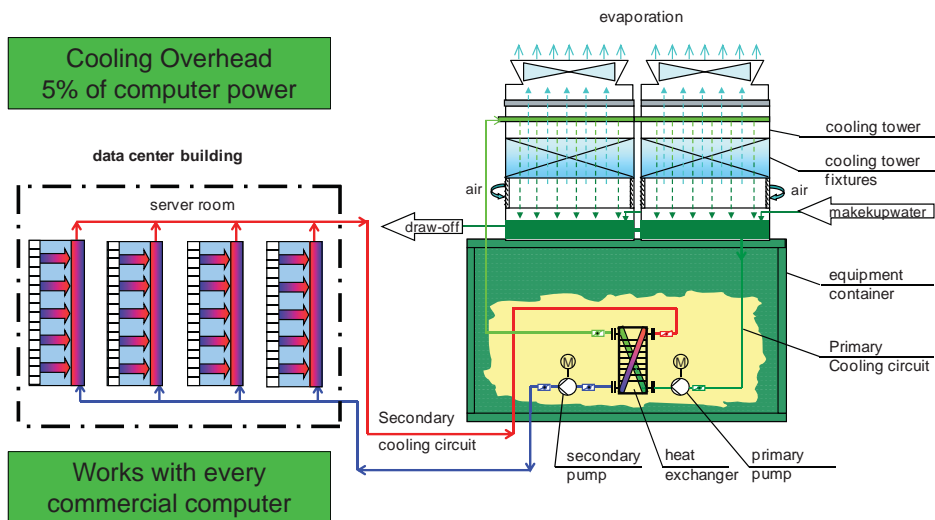 evaporation
Cooling Overhead
5% of computer power
cooling tower
data center building
cooling tower
fixtures
air
air
server room
draw-off
makekupwater
equipment
container
Primary
Cooling circuit
M
M
Secondary
cooling circuit
secondary
pump
heat
exchanger
primary
pump
Works with every
commercial computer